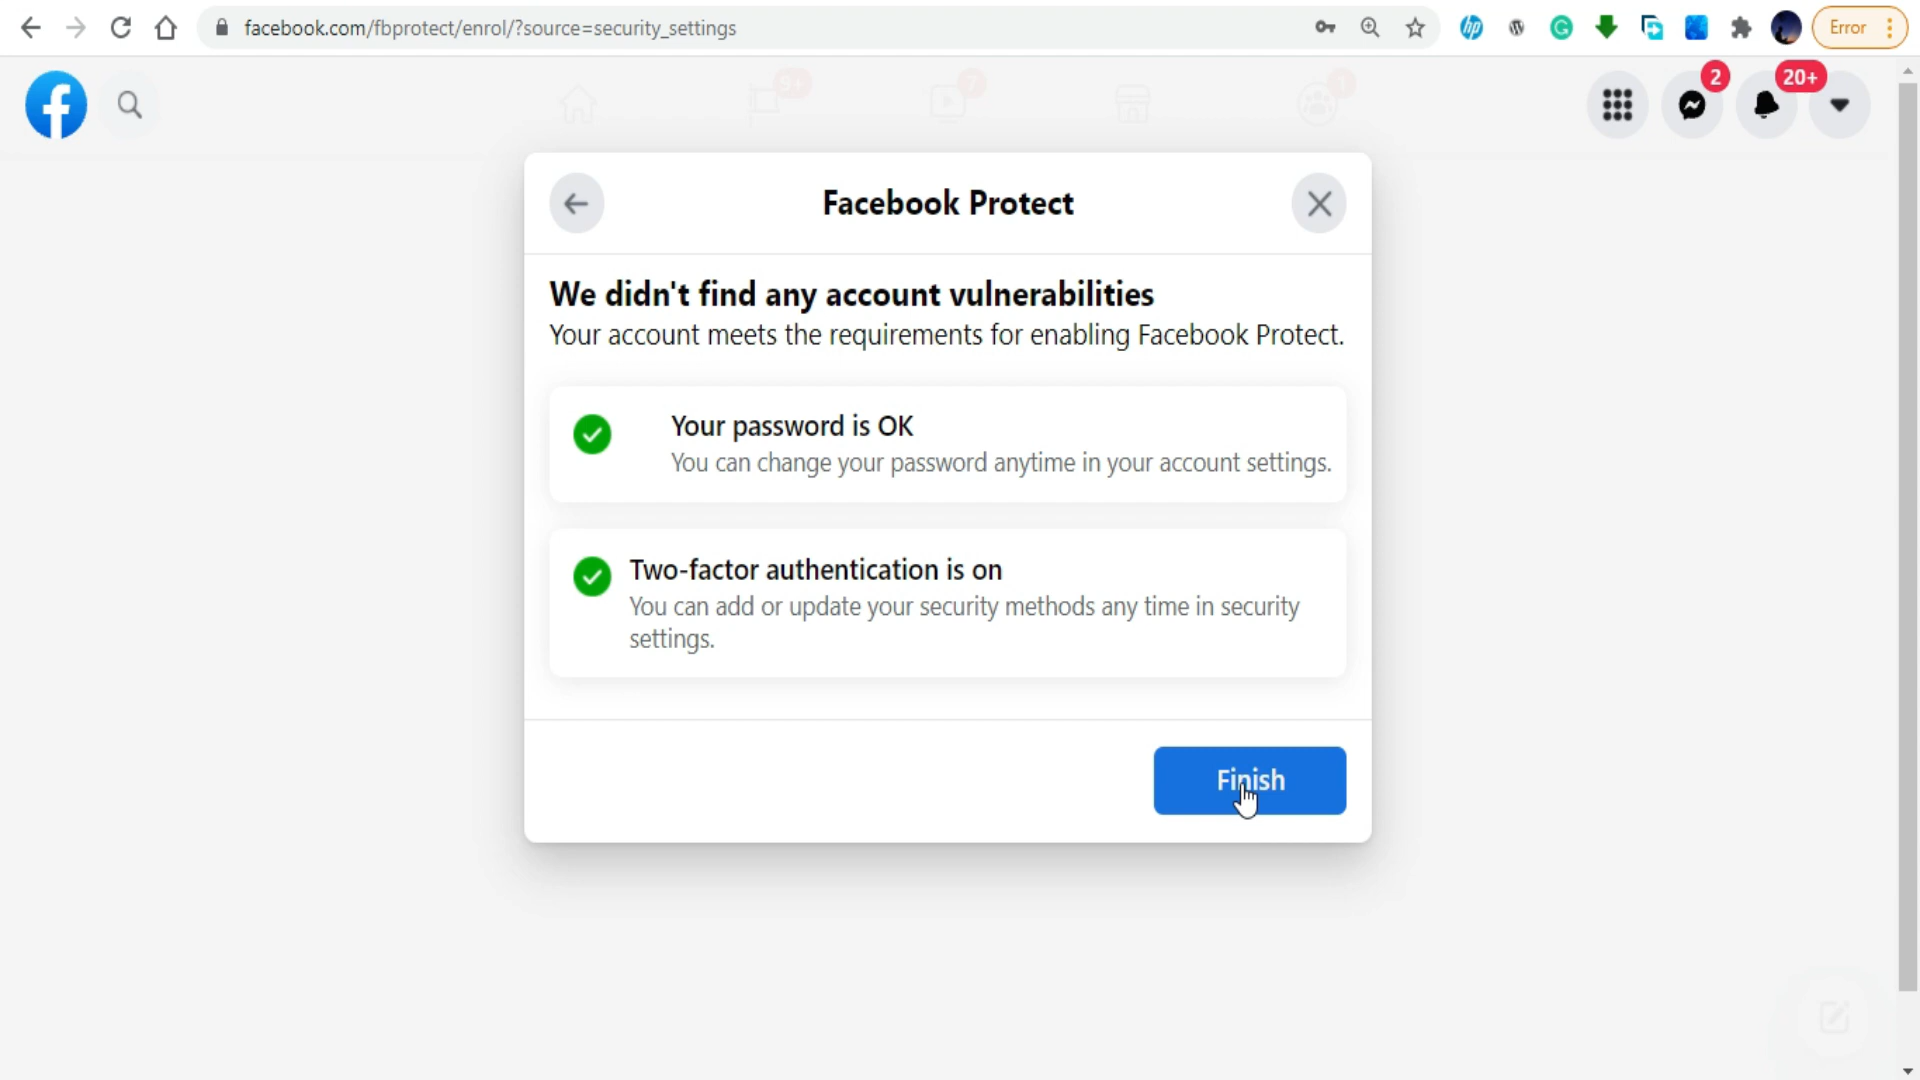 facebook.com/fbprotect/enrol/?source=security_settings
Error
9+
7
1
2
20+
Facebook Protect
We didn't find any account vulnerabilities
Your account meets the requirements for enabling Facebook Protect.
Your password is OK
You can change your password anytime in your account settings.
Two-factor authentication is on
You can add or update your security methods any time in security
settings.
Finish